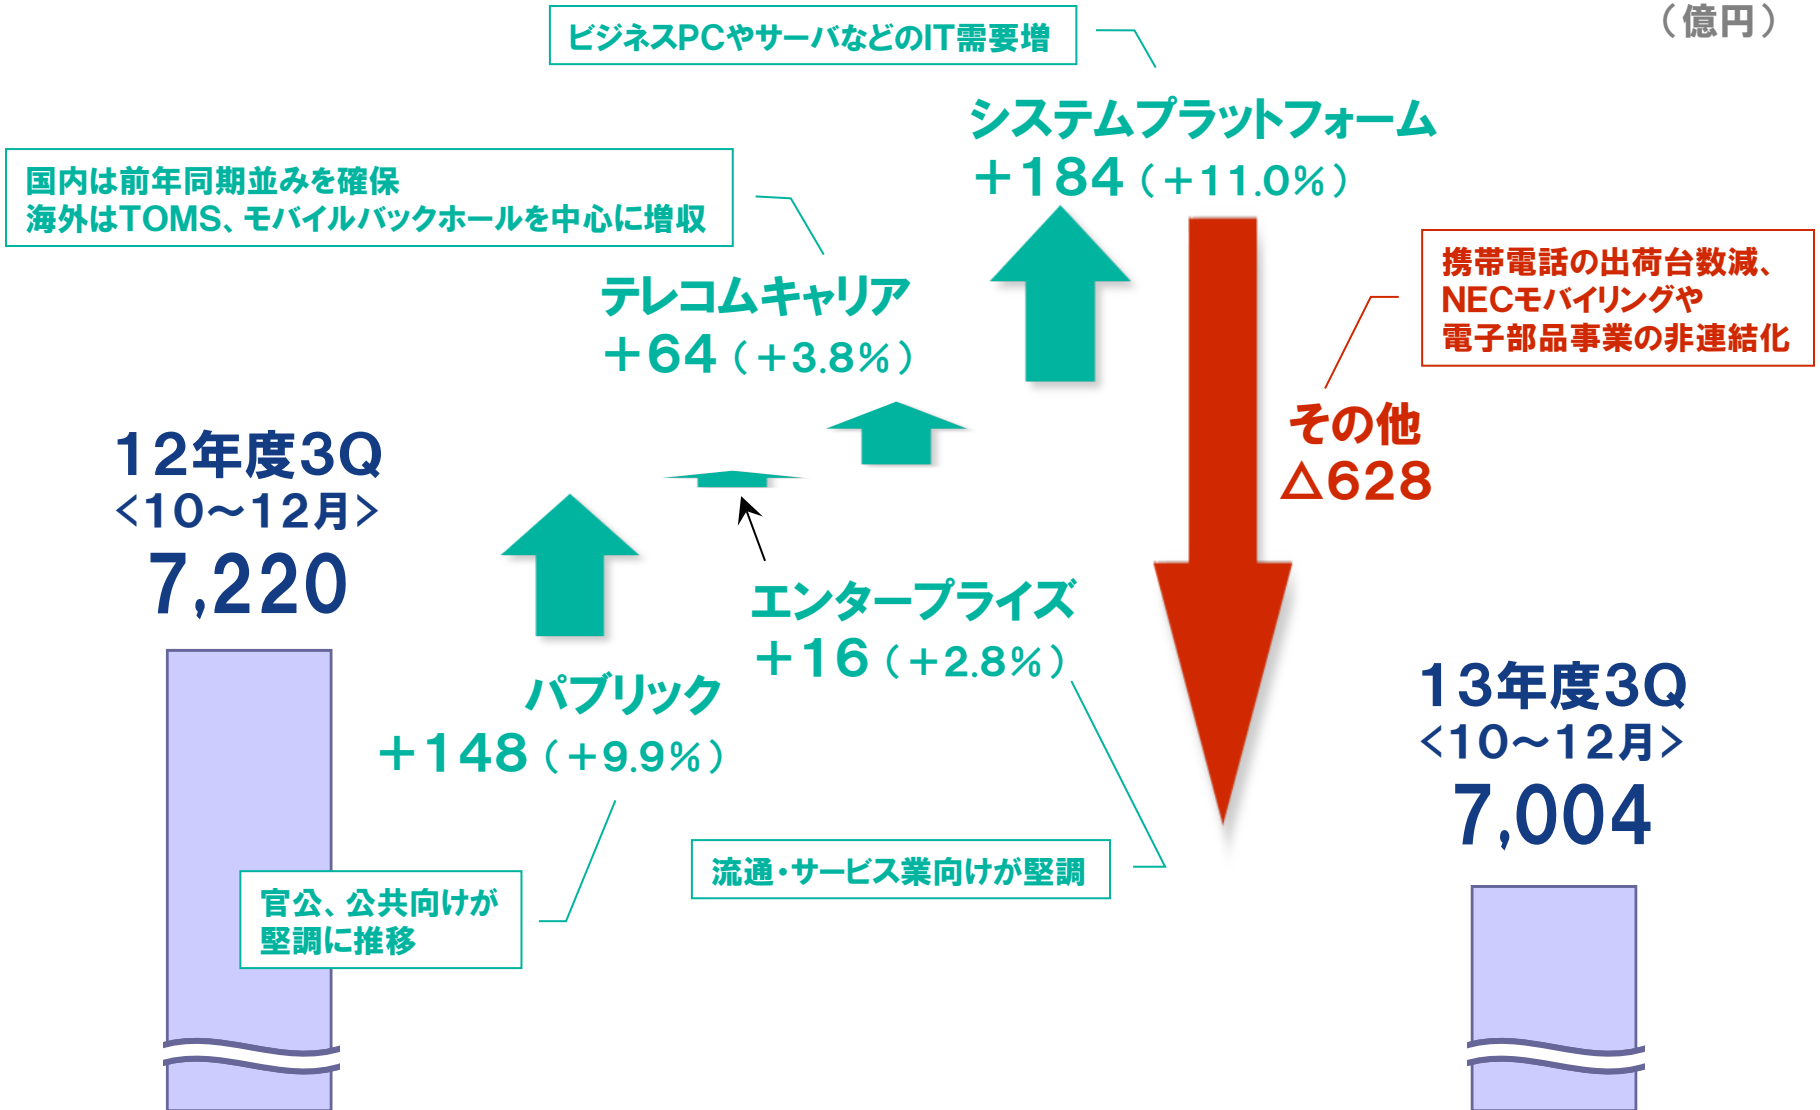 （億円）
ビジネスPCやサーバなどのIT需要増
システムプラットフォーム
＋184（＋11.0％）
国内は前年同期並みを確保
海外はTOMS、モバイルバックホールを中心に増収
テレコムキャリア
＋64（＋3.8％）
携帯電話の出荷台数減、
NECモバイリングや
電子部品事業の非連結化
その他
△628
12年度3Q
<10～12月>
7,220
エンタープライズ
＋16（＋2.8％）
パブリック
＋148（＋9.9％）
13年度3Q
<10～12月>
7,004
流通・サービス業向けが堅調
官公、公共向けが
堅調に推移